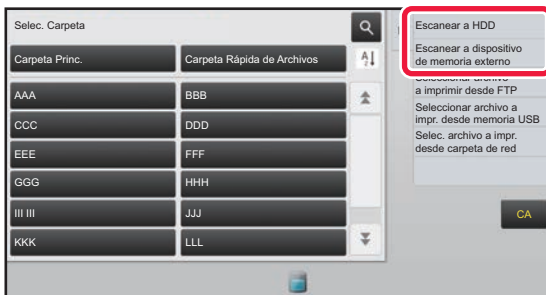 Selec. Carpeta
Carpeta Princ.
Carpeta Rápida de Archivos
AAA
BBB
CCC
DDD
EEE
FFF
GGG
HHH
III III
JJJ
KKK
LLL
Escanear a HDD
Escanear a dispositivo
de memoria externo
Seleccionar archivo
a imprimir desde FTP
Seleccionar archivo a
impr. desde memoria USB
Selec. archivo a impr.
desde carpeta de red
CA